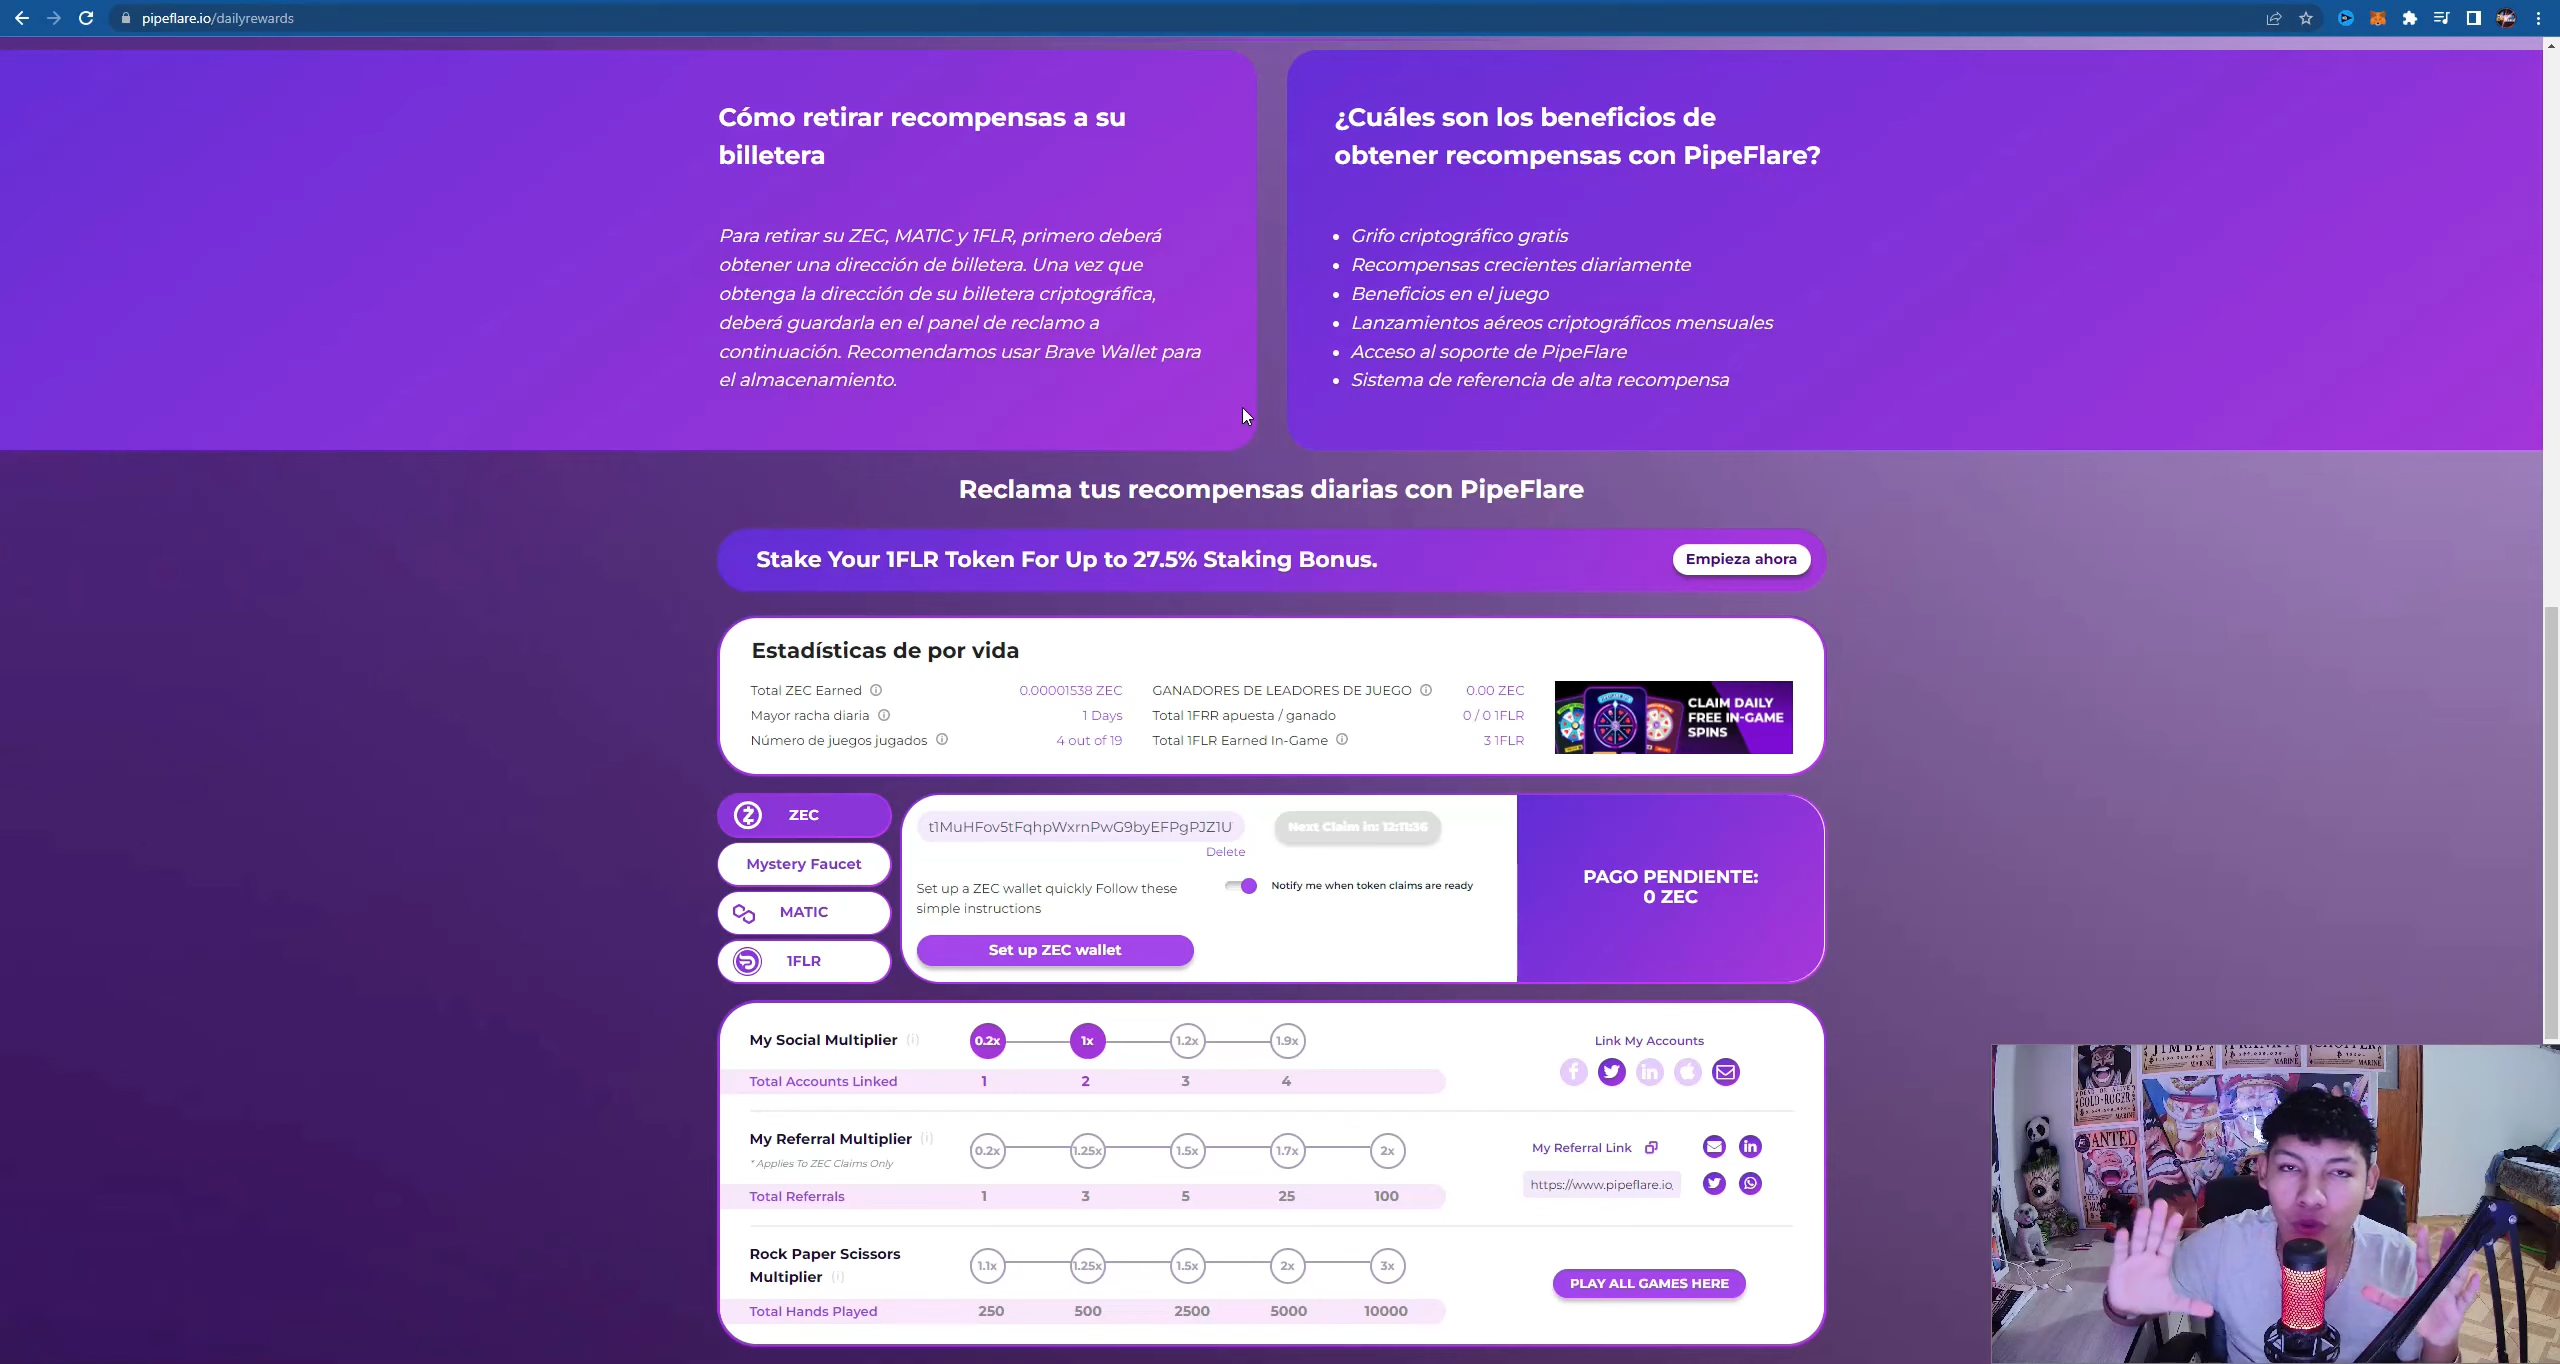 pipeflare.io/dailyrewards
Cómo retirar recompensas a su
billetera
Para retirar su ZEC, MATIC y 1FLR, primero deberá
obtener una dirección de billetera. Una vez que
obtenga la dirección de su billetera criptográfica,
deberá guardarla en el panel de reclamo a
continuación. Recomendamos usar Brave Wallet para
el almacenamiento.
¿Cuáles son los beneficios de
obtener recompensas con PipeFlare?
• Grifo criptográfico gratis
• Recompensas crecientes diariamente
• Beneficios en el juego
• Lanzamientos aéreos criptográficos mensuales
• Acceso al soporte de PipeFlare
• Sistema de referencia de alta recompensa
Reclama tus recompensas diarias con PipeFlare
Stake Your 1FLR Token For Up to 27.5% Staking Bonus.
Empieza ahora
Estadísticas de por vida
Total ZEC Earned 0.00001538 ZEC
Mayor racha diaria 1 Days
Número de juegos jugados 4 out of 19
GANADORES DE LEADORES DE JUEGO 0.00 ZEC
Total 1FRR apuesta / ganado 0 / 0 1FLR
Total 1FLR Earned In-Game 3 1FLR
CLAIM DAILY
FREE IN-GAME
SPINS
ZEC
Mystery Faucet
MATIC
1FLR
t1MuHFov5tFqhpWxrnPwG9byEFPgPJZ1U
Delete
Next Claim in: 12:11:36
Set up a ZEC wallet quickly Follow these
simple instructions
Notify me when token claims are ready
Set up ZEC wallet
PAGO PENDIENTE:
0 ZEC
My Social Multiplier 0.2x 1x 1.2x 1.9x
Total Accounts Linked 1 2 3 4
Link My Accounts
My Referral Multiplier 0.2x 1.25x 1.5x 1.7x 2x
* Applies To ZEC Claims Only
Total Referrals 1 3 5 25 100
My Referral Link
https://www.pipeflare.io,
Rock Paper Scissors
Multiplier 1.1x 1.25x 1.5x 2x 3x
Total Hands Played 250 500 2500 5000 10000
PLAY ALL GAMES HERE
JIMBE
MARINE
GOLD·ROGER
MARINE
WANTED